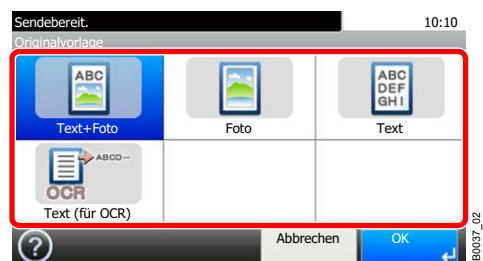 Sendebereit.
10:10
Originalvorlage
ABC
ABC
DEF
GHI
Text+Foto
Foto
Text
ABCD...
OCR
Text (für OCR)
?
Abbrechen
OK
B0037_02